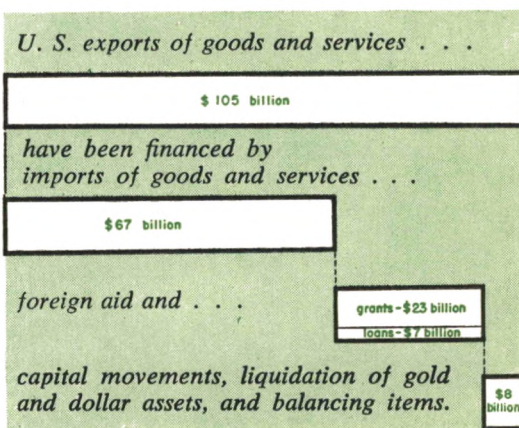 U. S. exports of goods and services . . .
$ 105 billion
have been financed by
imports of goods and services . . .
$67 billion
foreign aid and . . .
grants-$23 billion
loans-$7 billion
capital movements, liquidation of gold
and dollar assets, and balancing items.
$8
billion